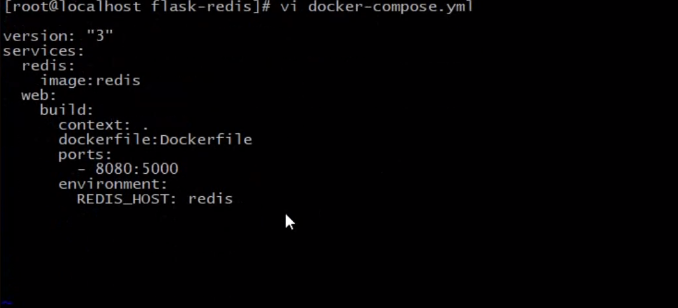 [root@localhost flask-redis]# vi docker-compose.yml
version: "3"
services:
  redis:
    image:redis
  web:
    build:
      context: .
      dockerfile:Dockerfile
      ports:
        - 8080:5000
      environment:
        REDIS_HOST: redis
~